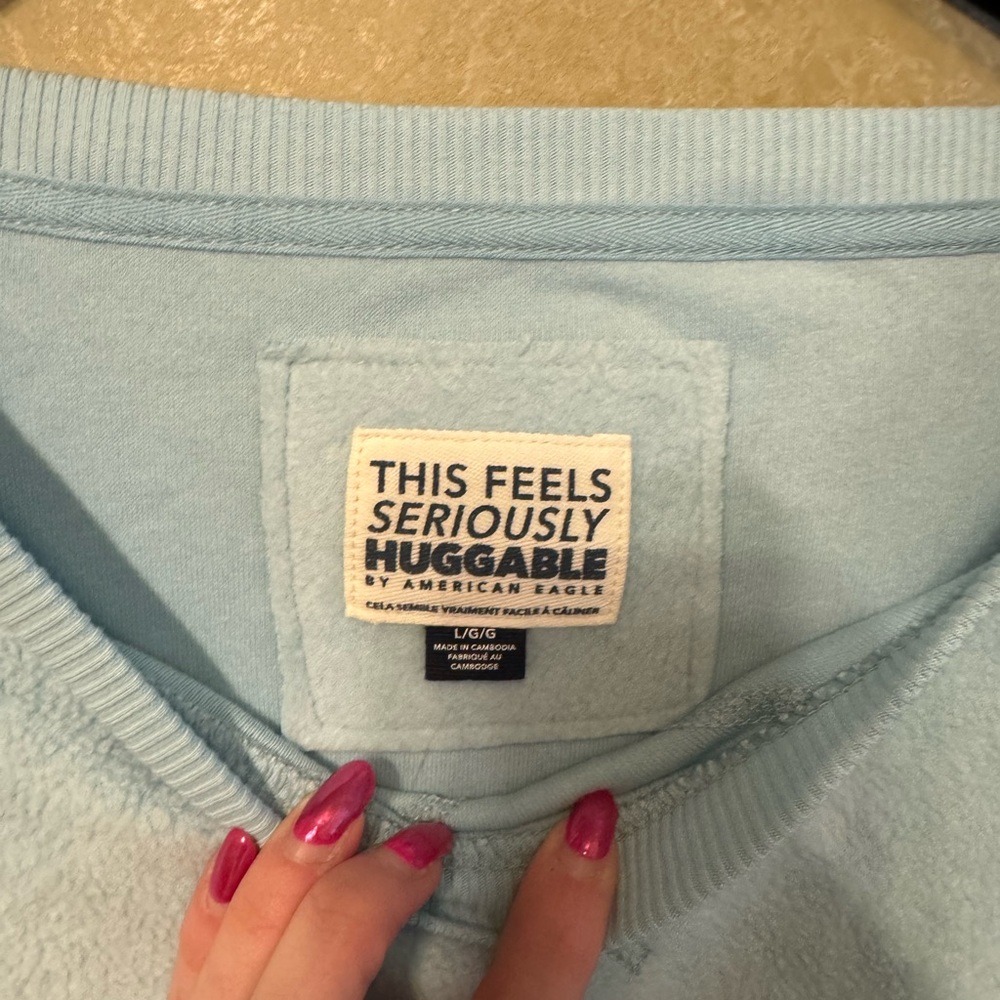 THIS FEELS
SERIOUSLY
HUGGABLE
BY AMERICAN EAGLE
CELA SEMBLE VRAIMENT FACILE À CÂLINER
L/G/G
MADE IN CAMBODIA
FABRIQUÉ AU
CAMBODGE